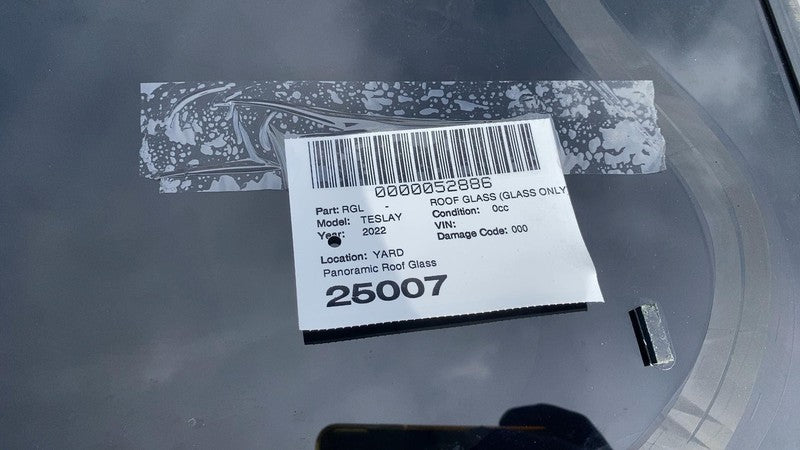 0000052886
Part: RGL - ROOF GLASS (GLASS ONLY
Model: TESLAY Condition: 0cc
Year: 2022 VIN:
Damage Code: 000
Location: YARD
Panoramic Roof Glass
25007